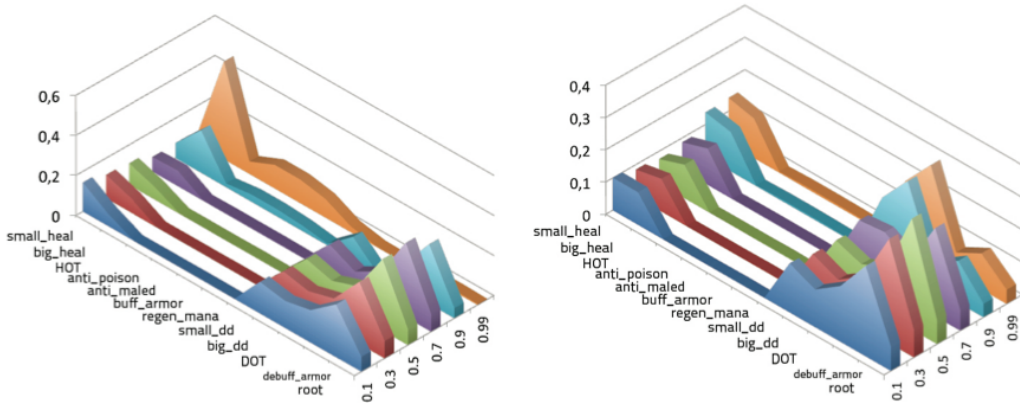 0,6
0,4
0,2
0
small_heal
big_heal
HOT
anti_poison
anti_maled
buff_armor
regen_mana
small_dd
big_dd
DOT
debuff_armor
root
0.1
0.3
0.5
0.7
0.9
0.99
0,4
0,3
0,2
0,1
0
small_heal
big_heal
HOT
anti_poison
anti_maled
buff_armor
regen_mana
small_dd
big_dd
DOT
debuff_armor
root
0.1
0.3
0.5
0.7
0.9
0.99